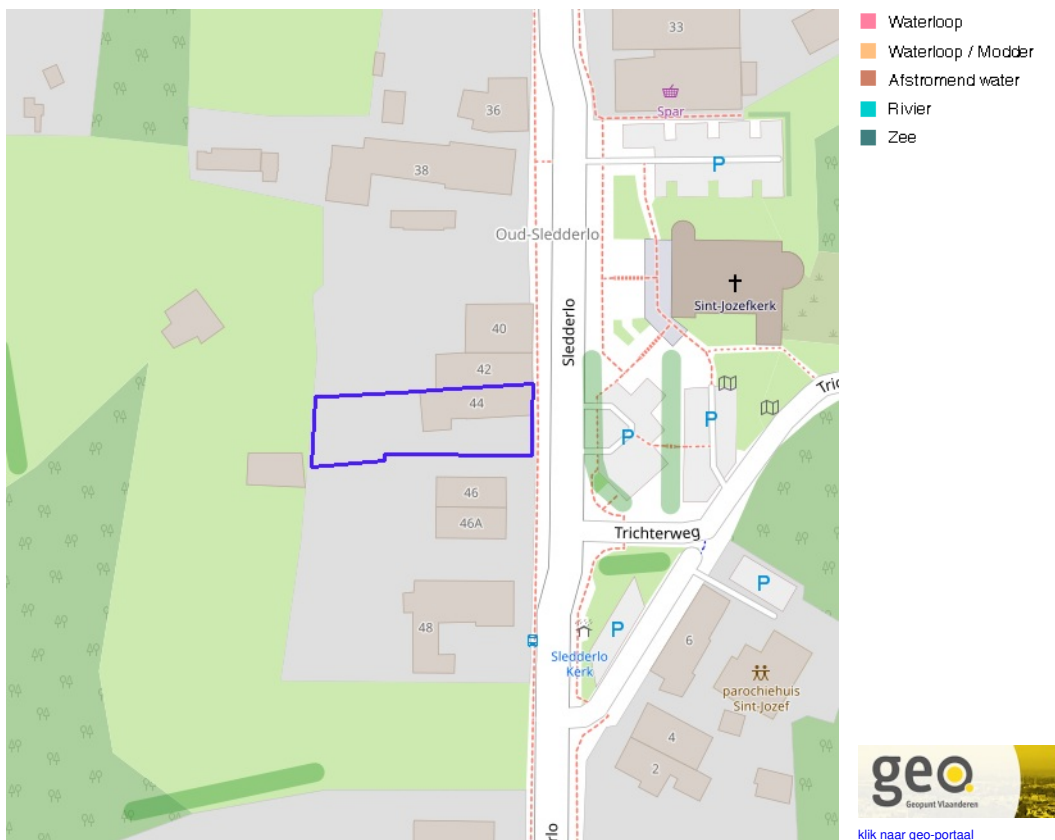 33
Spar
36
P
38
Oud-Sledderlo
Sint-Jozefkerk
Sledderlo
40
42
44
P
P
46
46A
Trichterweg
P
48
P
6
Sledderlo
Kerk
parochiehuis
Sint-Jozef
4
2
Waterloop
Waterloop / Modder
Afstromend water
Rivier
Zee
geo
Geopunt Vlaanderen
klik naar geo-portaal